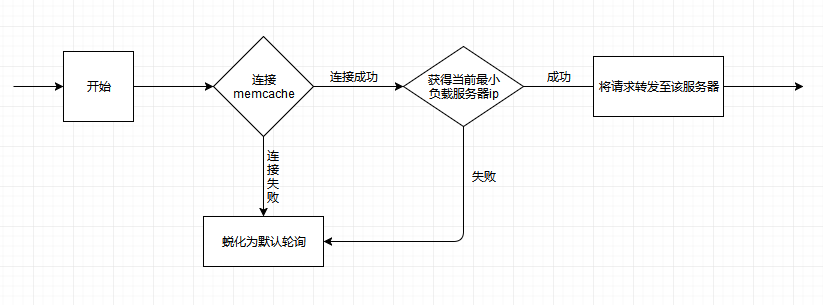 开始
连接
memcache
连接成功
获得当前最小
负载服务器ip
成功
将请求转发至该服务器
连
接
失
败
失败
蜕化为默认轮询